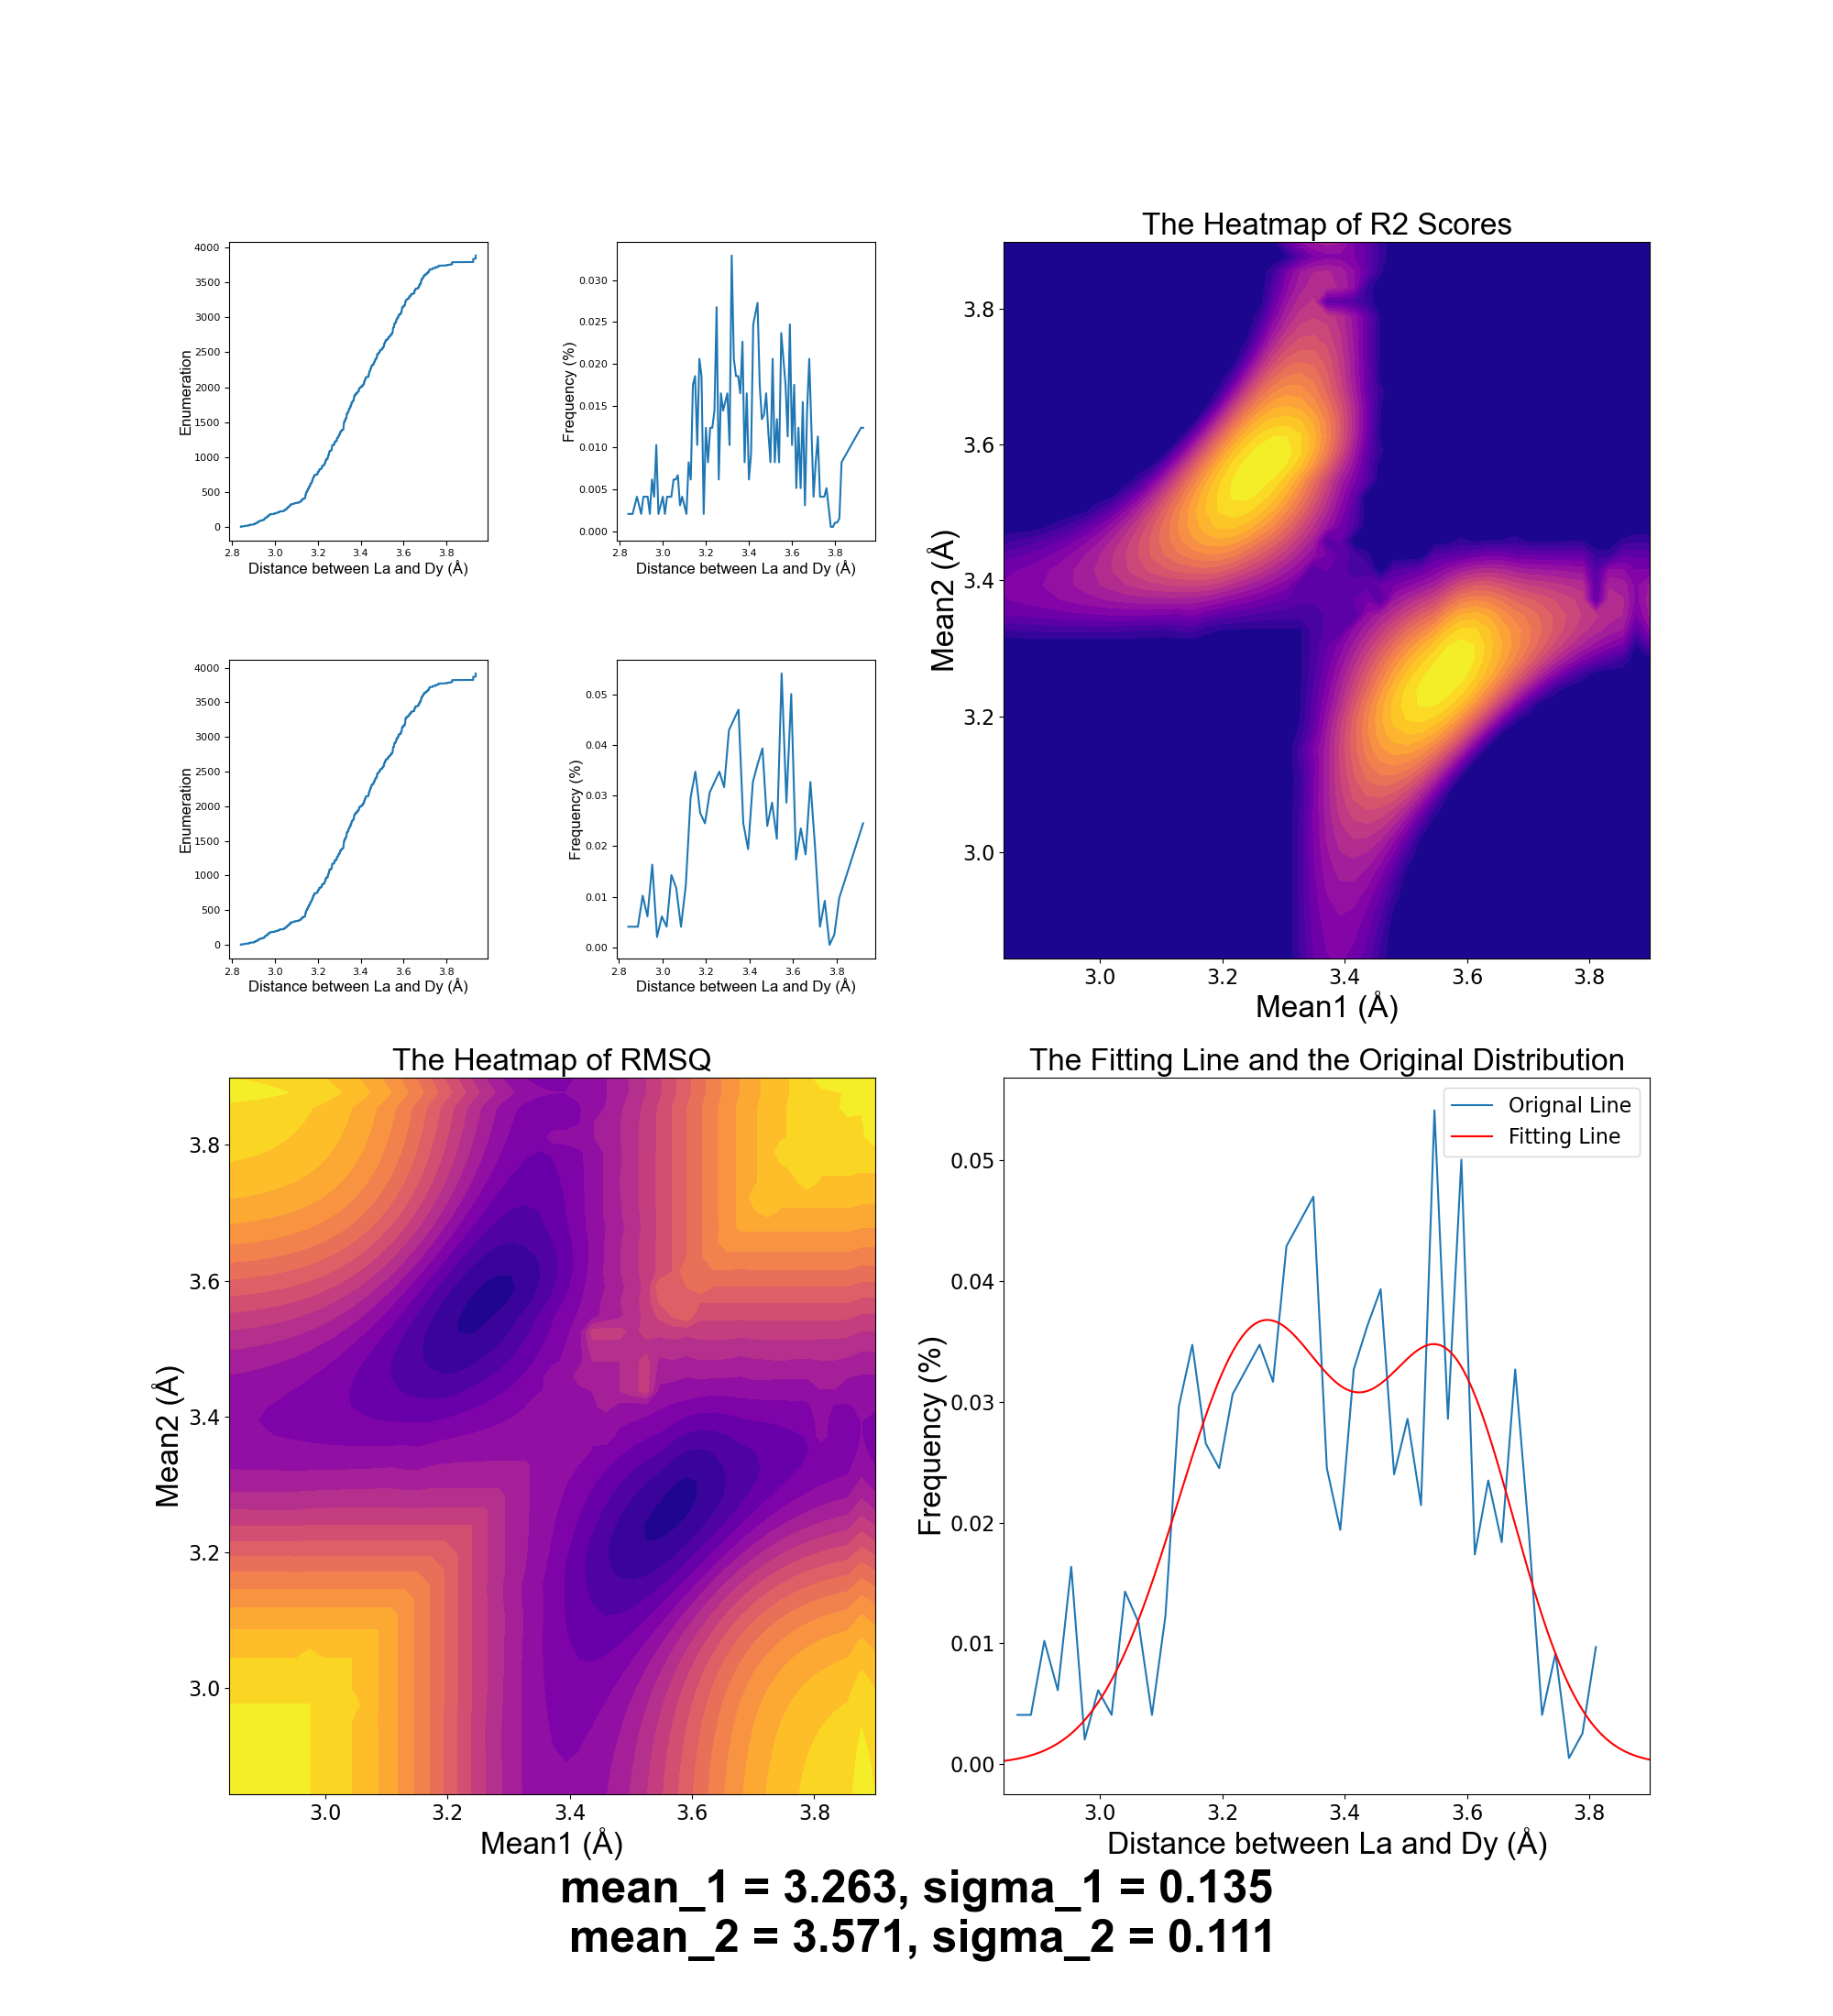 4000
3500
3000
2500
2000
1500
1000
500
0
Enumeration
2.8 3.0 3.2 3.4 3.6 3.8
Distance between La and Dy (Å)
0.030
0.025
0.020
0.015
0.010
0.005
0.000
Frequency (%)
2.8 3.0 3.2 3.4 3.6 3.8
Distance between La and Dy (Å)
4000
3500
3000
2500
2000
1500
1000
500
0
Enumeration
2.8 3.0 3.2 3.4 3.6 3.8
Distance between La and Dy (Å)
0.05
0.04
0.03
0.02
0.01
0.00
Frequency (%)
2.8 3.0 3.2 3.4 3.6 3.8
Distance between La and Dy (Å)
The Heatmap of R2 Scores
3.8
3.6
3.4
3.2
3.0
Mean2 (Å)
3.0 3.2 3.4 3.6 3.8
Mean1 (Å)
The Heatmap of RMSQ
3.8
3.6
3.4
3.2
3.0
Mean2 (Å)
3.0 3.2 3.4 3.6 3.8
Mean1 (Å)
The Fitting Line and the Original Distribution
Orignal Line
Fitting Line
0.05
0.04
0.03
0.02
0.01
0.00
Frequency (%)
3.0 3.2 3.4 3.6 3.8
Distance between La and Dy (Å)
mean_1 = 3.263, sigma_1 = 0.135
mean_2 = 3.571, sigma_2 = 0.111